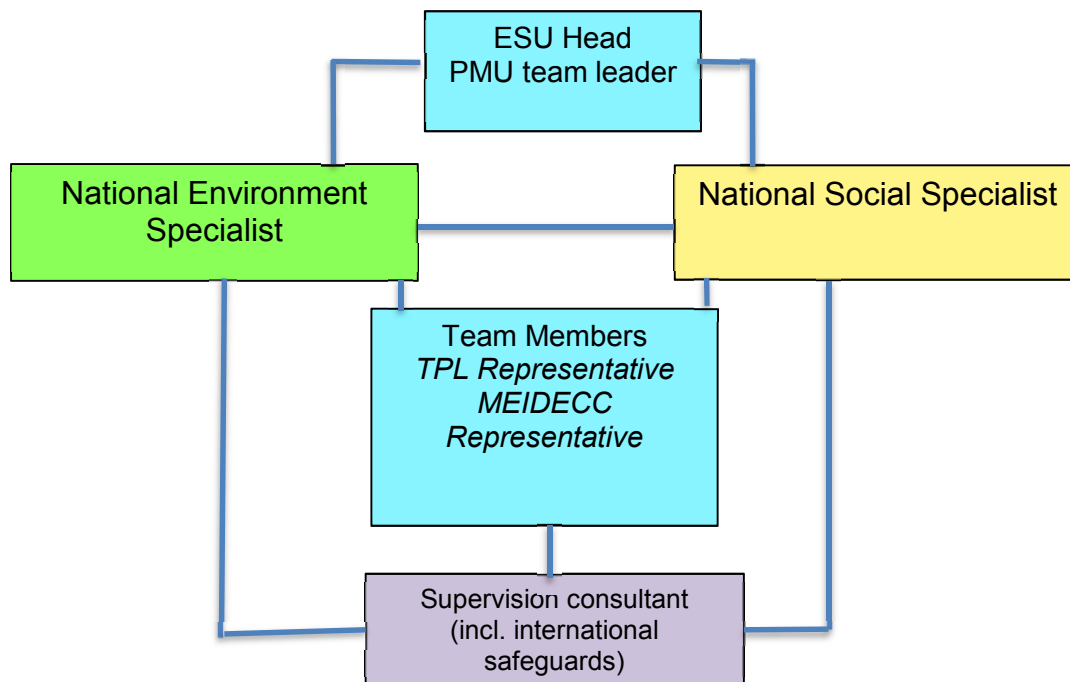 ESU Head
PMU team leader
National Environment
Specialist
National Social Specialist
Team Members
TPL Representative
MEIDECC
Representative
Supervision consultant
(incl. international
safeguards)